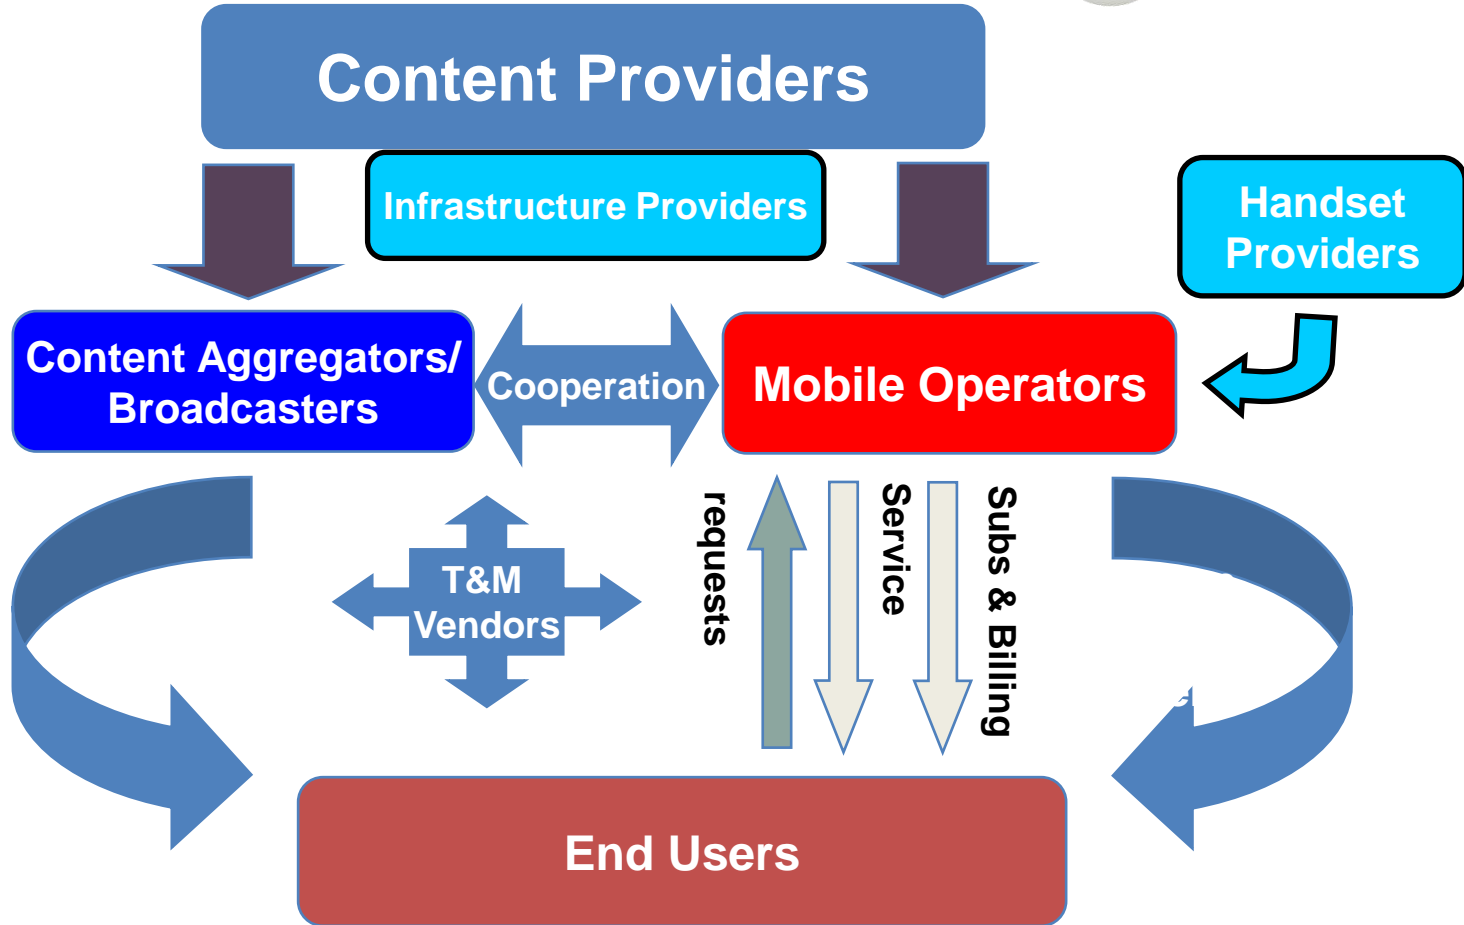 Content Providers
Infrastructure Providers
Handset
Providers
Content Aggregators/
Broadcasters
Cooperation
Mobile Operators
T&M
Vendors
requests
Service
Subs & Billing
End Users